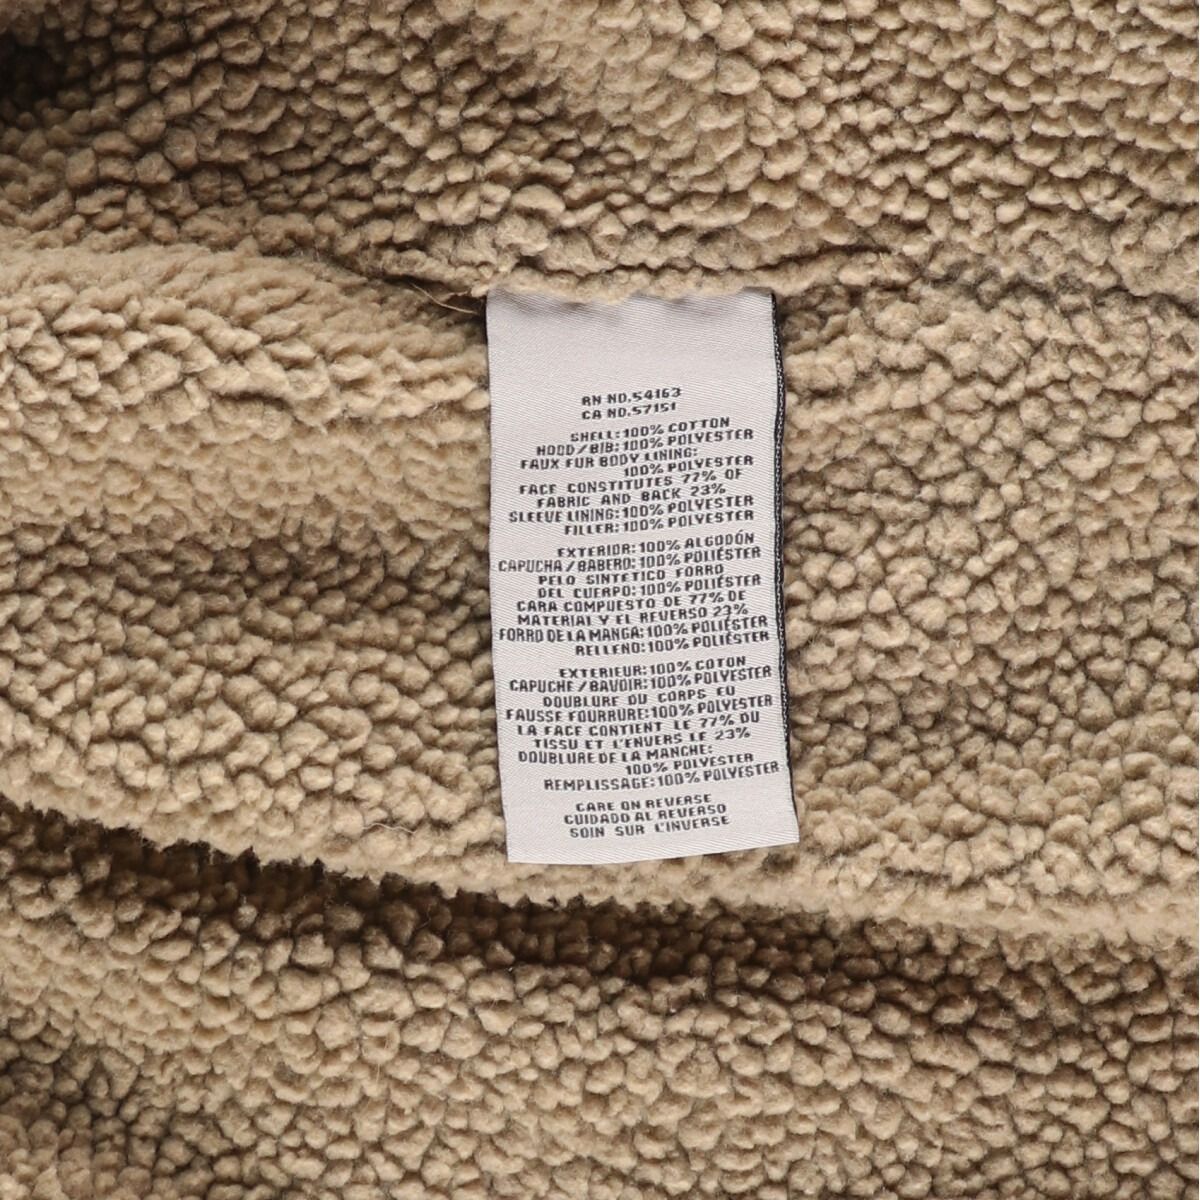 RN NO.54163
CA NO.57151
SHELL:100% COTTON
HOOD/BIB:100% POLYESTER
FAUX FUR BODY LINING:
100% POLYESTER
FACE CONSTITUTES 77% OF
FABRIC AND BACK 23%
SLEEVE LINING:100% POLYESTER
FILLER:100% POLYESTER
EXTERIOR:100% ALGODÓN
CAPUCHA/BABERO:100% POLIÉSTER
PELO SINTETICO FORRO
DEL CUERPO:100% POLIÉSTER
CARA COMPUESTO DE 77% DE
MATERIAL Y EL REVERSO 23%
FORRO DE LA MANGA:100% POLIÉSTER
RELLENO:100% POLIÉSTER
EXTERIEUR:100% COTON
CAPUCHE/BAVOIR:100% POLYESTER
DOUBLURE DU CORPS EU
FAUSSE FOURRURE:100% POLYESTER
LA FACE CONTIENT LE 77% DU
TISSU ET L'ENVERS LE 23%
DOUBLURE DE LA MANCHE:
100% POLYESTER
REMPLISSAGE:100% POLYESTER
CARE ON REVERSE
CUIDADO AL REVERSO
SOIN SUR L'INVERSE